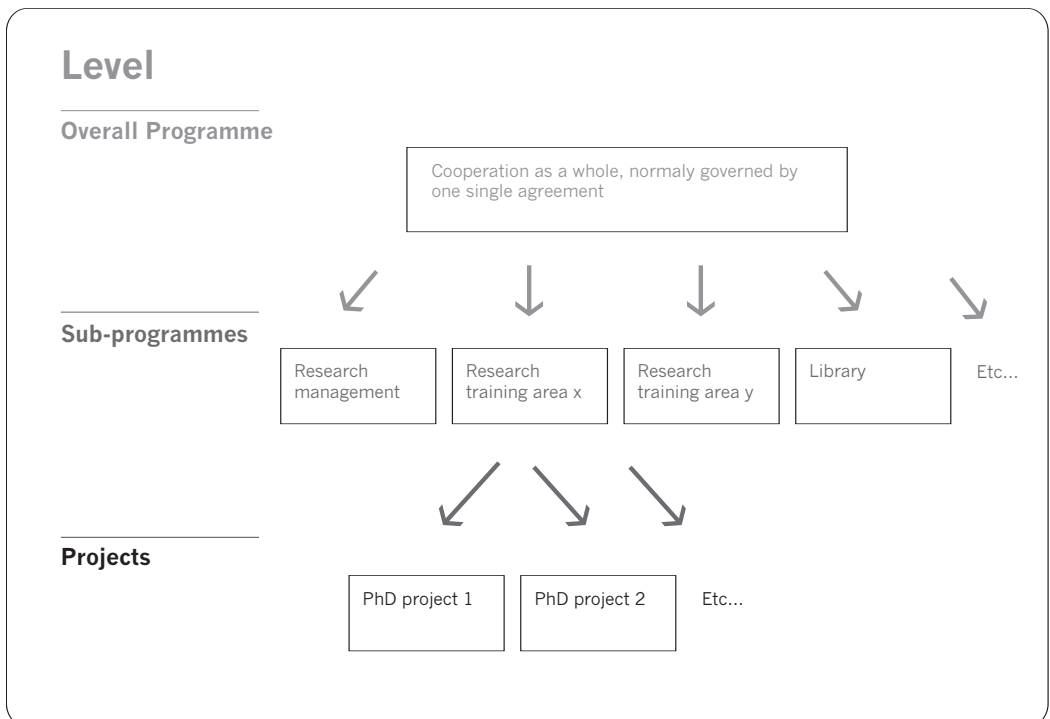 Level
Overall Programme
Cooperation as a whole, normaly governed by
one single agreement
Sub-programmes
Research
management
Research
training area x
Research
training area y
Library
Etc...
Projects
PhD project 1
PhD project 2
Etc...